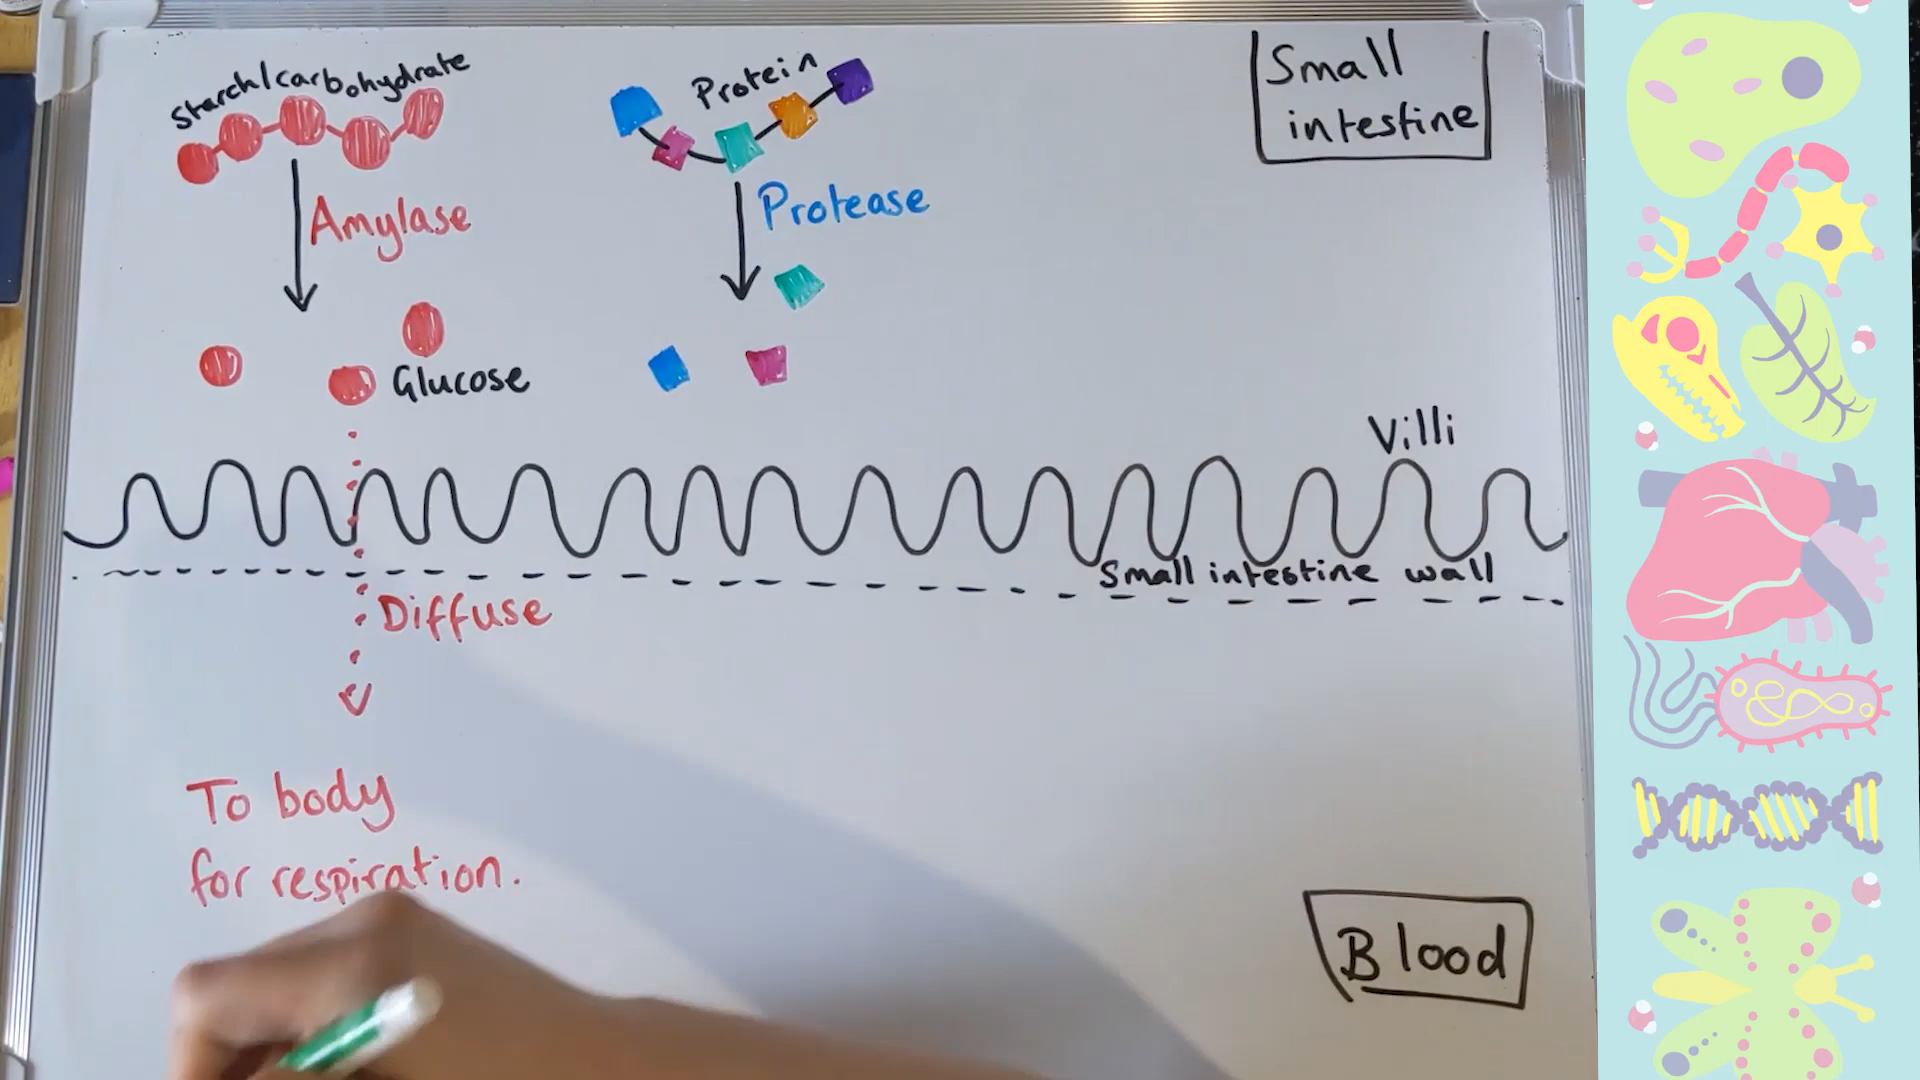 Starch/carbohydrate
Protein
Small
intestine
Amylase
Protease
Glucose
Villi
Small intestine wall
Diffuse
To body
for respiration.
Blood